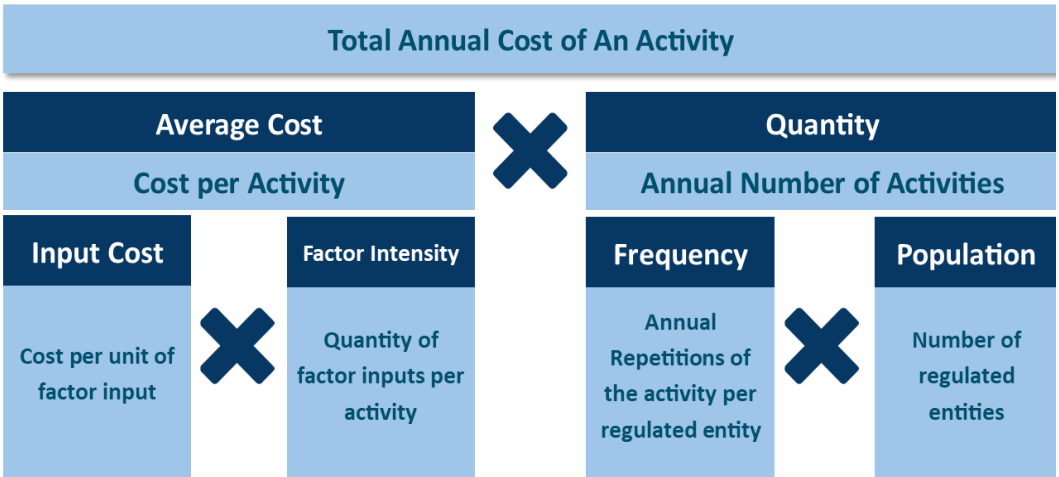 Total Annual Cost of An Activity
Average Cost
Quantity
Cost per Activity
Annual Number of Activities
Input Cost
Factor Intensity
Frequency
Population
Cost per unit of
factor input
Quantity of
factor inputs per
activity
Annual
Repetitions of
the activity per
regulated entity
Number of
regulated
entities